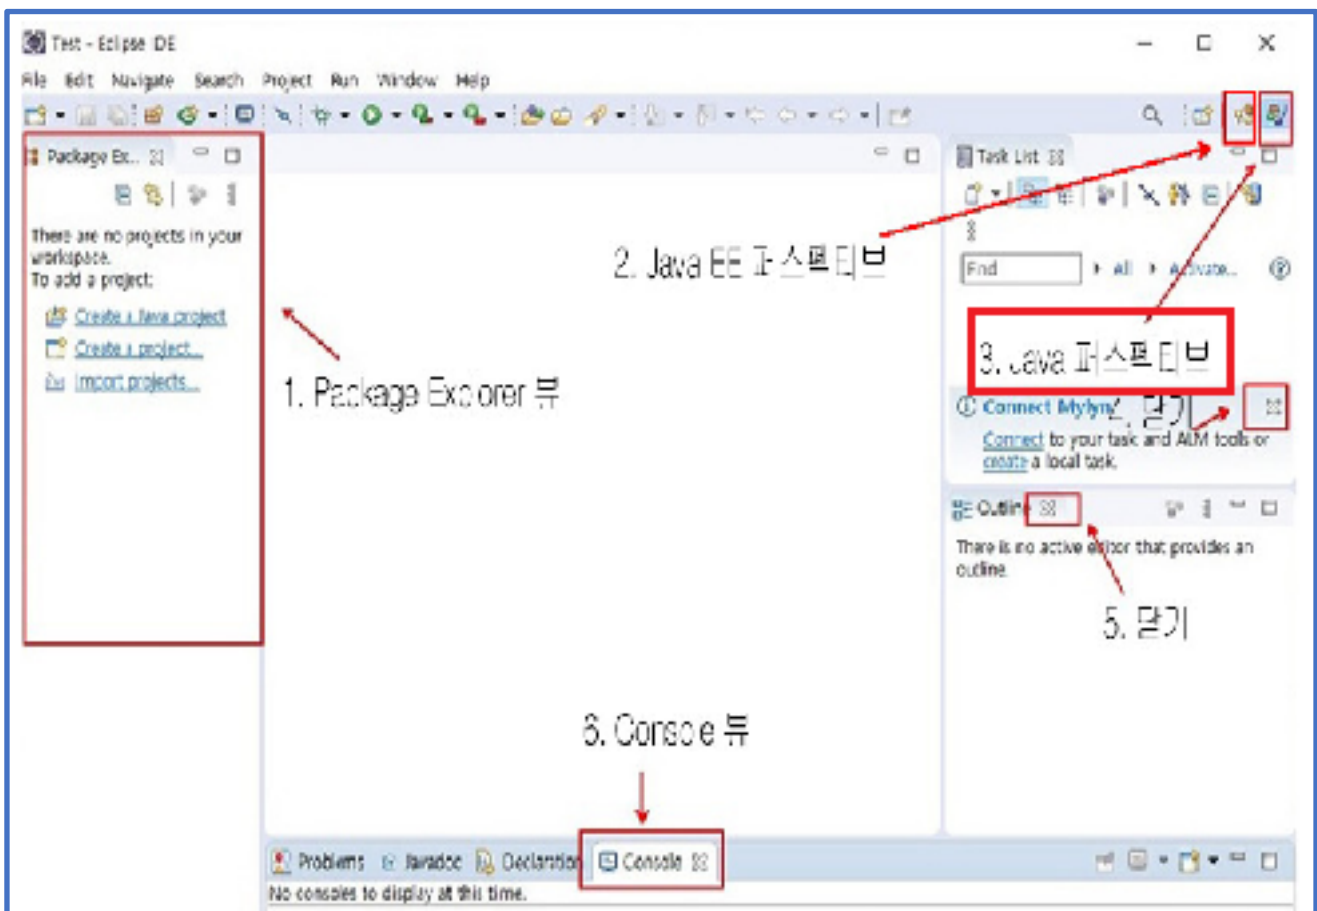 Test - Eclipse IDE
File Edit Navigate Search Project Run Window Help
Package Ex...
Task List
There are no projects in your
workspace.
To add a project:
Create a Java project
Create a project...
Import projects...
Find
All
Activate...
1. Package Explorer 뷰
2. Java EE 퍼스펙티브
3. Java 퍼스펙티브
Connect Mylyn
닫기
Connect to your task and ALM tools or
create a local task.
Outline
There is no active editor that provides an
outline.
5. 닫기
6. Console 뷰
Problems Javadoc Declaration Console
No consoles to display at this time.